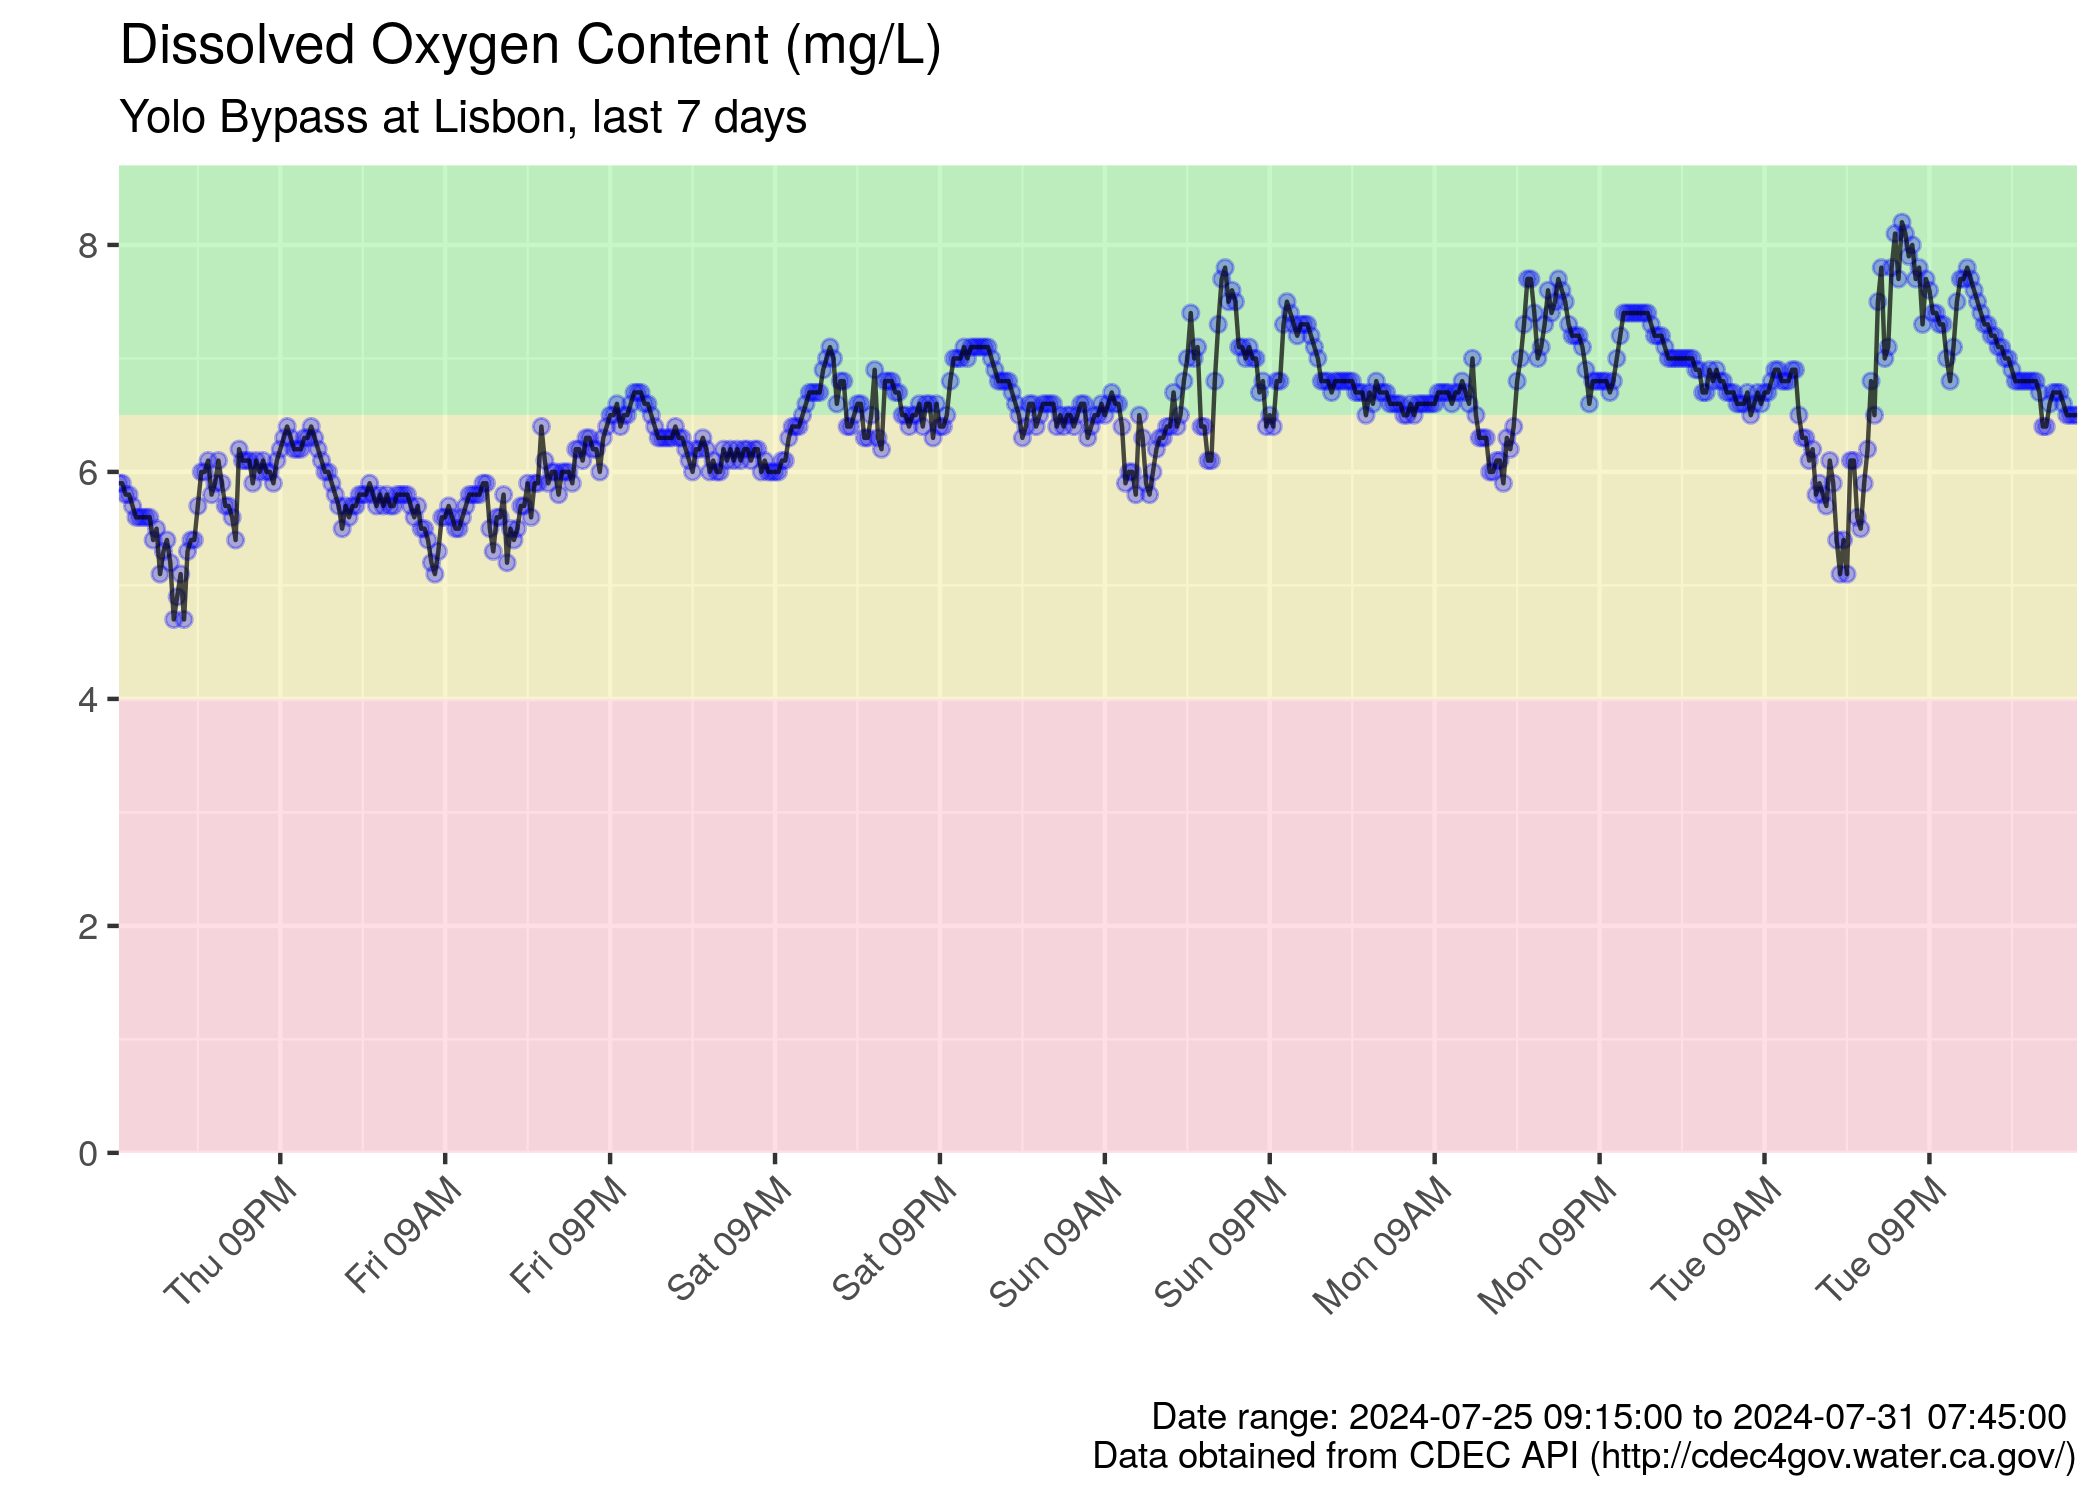 Dissolved Oxygen Content (mg/L)
Yolo Bypass at Lisbon, last 7 days
8
6
4
2
0
Thu 09PM
Fri 09AM
Fri 09PM
Sat 09AM
Sat 09PM
Sun 09AM
Sun 09PM
Mon 09AM
Mon 09PM
Tue 09AM
Tue 09PM
Date range: 2024-07-25 09:15:00 to 2024-07-31 07:45:00
Data obtained from CDEC API (http://cdec4gov.water.ca.gov/)